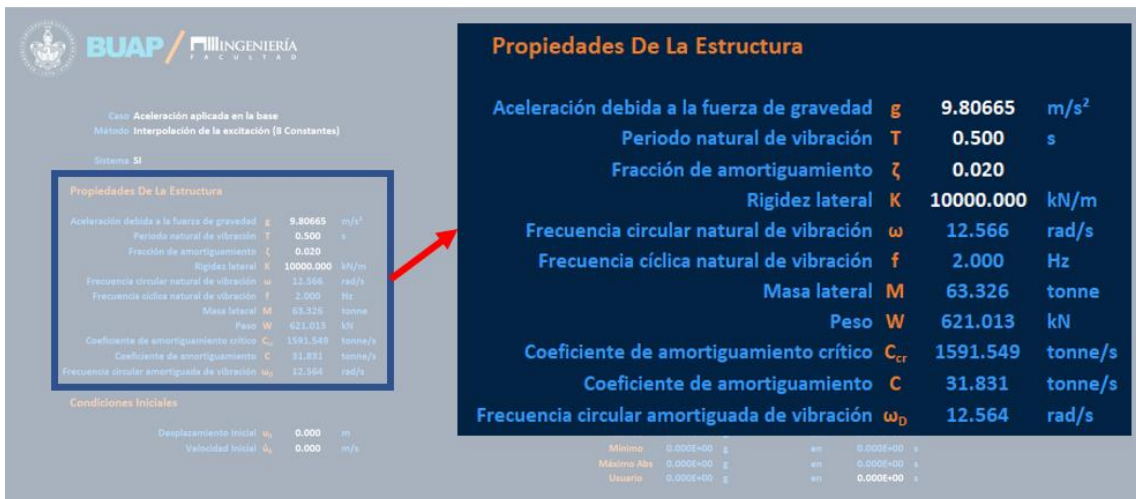 BUAP INGENIERÍA
FACULTAD
Caso Aceleración aplicada en la base
Método Interpolación de la excitación (8 Constantes)
Sistema SI
Propiedades De La Estructura
Aceleración debida a la fuerza de gravedad g 9.80665 m/s²
Periodo natural de vibración T 0.500 s
Fracción de amortiguamiento ζ 0.020
Rigidez lateral K 10000.000 kN/m
Frecuencia circular natural de vibración ω 12.566 rad/s
Frecuencia cíclica natural de vibración f 2.000 Hz
Masa lateral M 63.326 tonne
Peso W 621.013 kN
Coeficiente de amortiguamiento crítico Ccr 1591.549 tonne/s
Coeficiente de amortiguamiento C 31.831 tonne/s
Frecuencia circular amortiguada de vibración ωD 12.564 rad/s
Condiciones Iniciales
Desplazamiento Inicial u₀ 0.000 m
Velocidad Inicial u̇₀ 0.000 m/s
Propiedades De La Estructura
Aceleración debida a la fuerza de gravedad g 9.80665 m/s²
Periodo natural de vibración T 0.500 s
Fracción de amortiguamiento ζ 0.020
Rigidez lateral K 10000.000 kN/m
Frecuencia circular natural de vibración ω 12.566 rad/s
Frecuencia cíclica natural de vibración f 2.000 Hz
Masa lateral M 63.326 tonne
Peso W 621.013 kN
Coeficiente de amortiguamiento crítico Ccr 1591.549 tonne/s
Coeficiente de amortiguamiento C 31.831 tonne/s
Frecuencia circular amortiguada de vibración ωD 12.564 rad/s
Mínimo 0.000E+00 g en 0.000E+00 s
Máximo Abs 0.000E+00 g en 0.000E+00 s
Usuario 0.000E+00 g en 0.000E+00 s